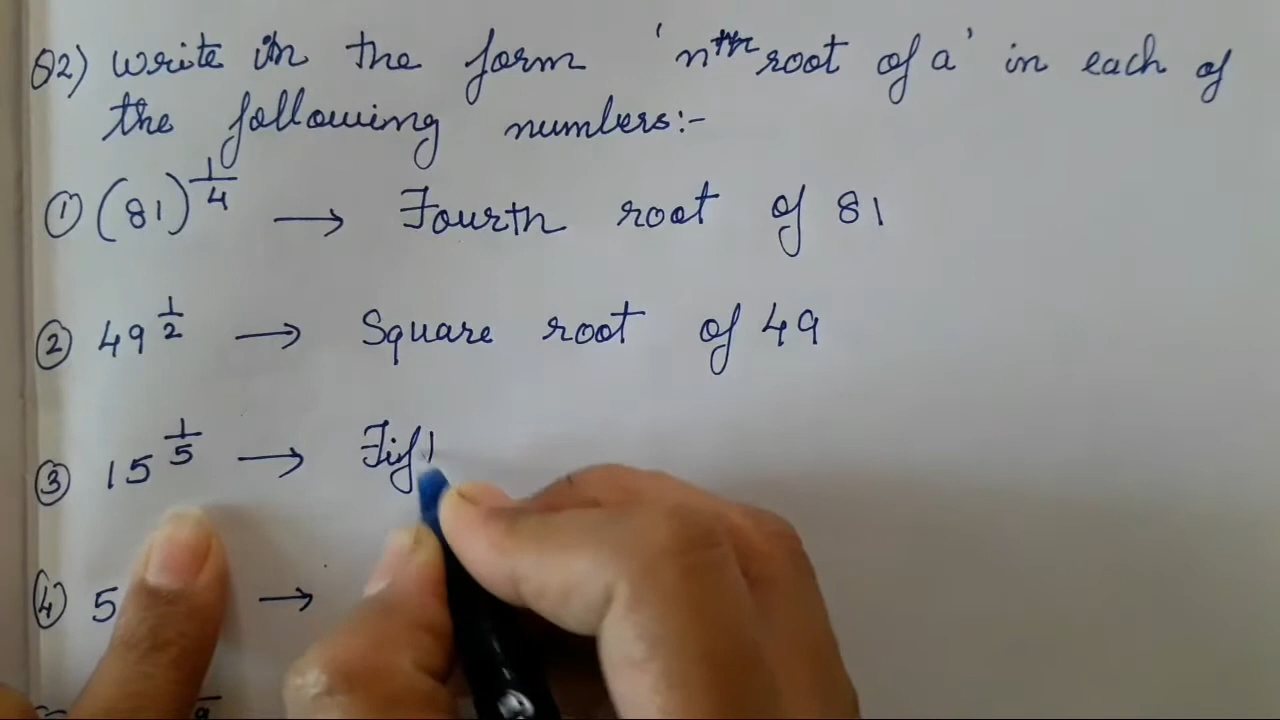 Q2) Write in the form 'nᵗʰ root of a' in each of
the following numbers:-
① (81)^(1/4) → Fourth root of 81
② 49^(1/2) → Square root of 49
③ 15^(1/5) → Fif
④ 5 →